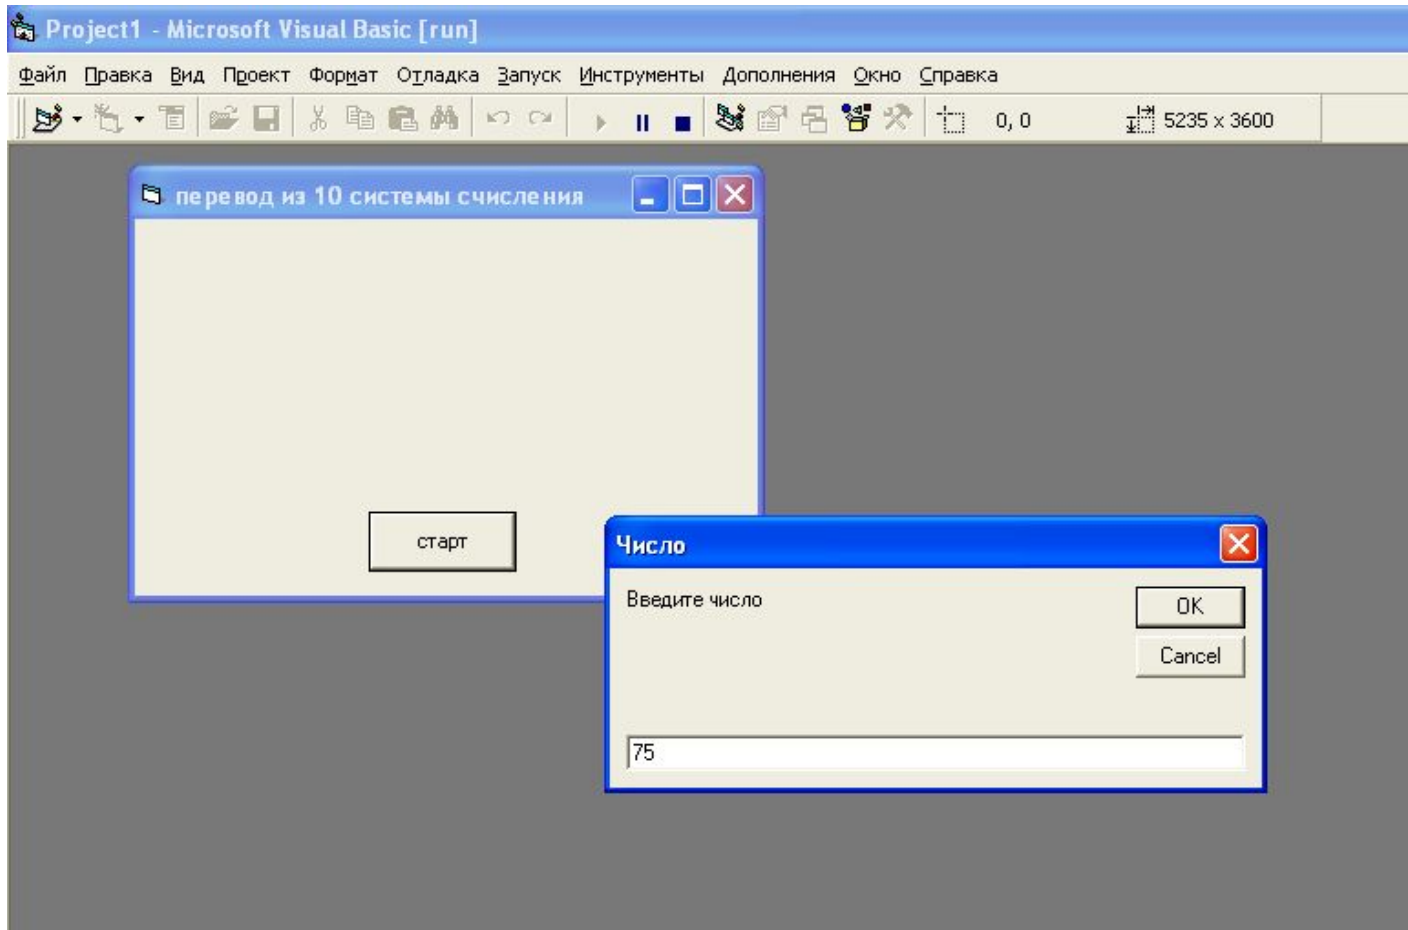 Project1 - Microsoft Visual Basic [run]
Файл Правка Вид Проект Формат Отладка Запуск Инструменты Дополнения Окно Справка
0, 0 5235 x 3600
перевод из 10 системы счисления
старт
Число
Введите число
OK
Cancel
75